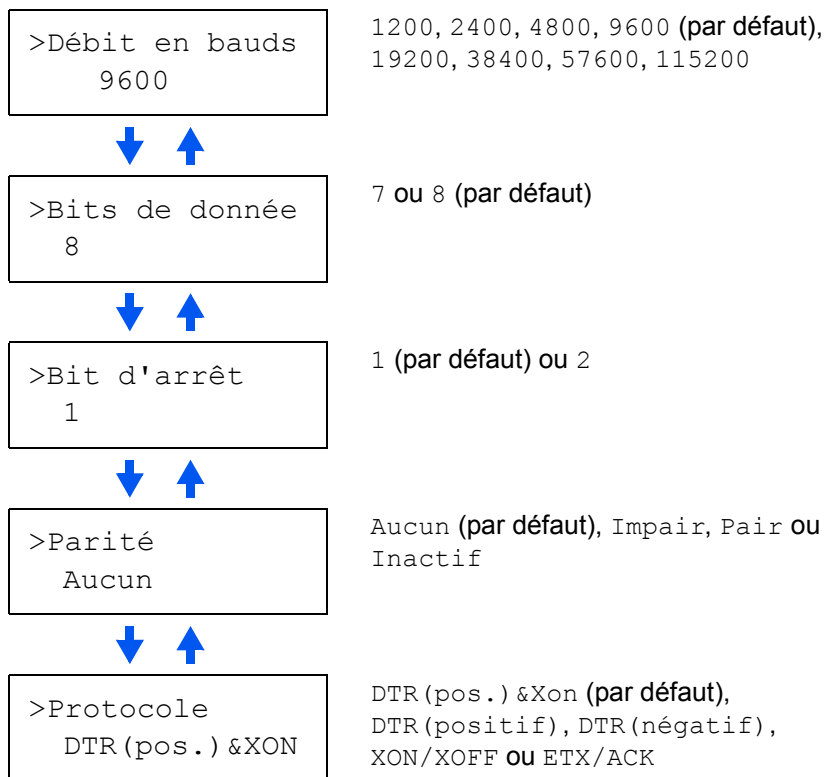 >Débit en bauds
9600
1200, 2400, 4800, 9600 (par défaut),
19200, 38400, 57600, 115200
>Bits de donnée
8
7 ou 8 (par défaut)
>Bit d'arrêt
1
1 (par défaut) ou 2
>Parité
Aucun
Aucun (par défaut), Impair, Pair ou
Inactif
>Protocole
DTR(pos.)&XON
DTR(pos.)&Xon (par défaut),
DTR(positif), DTR(négatif),
XON/XOFF ou ETX/ACK